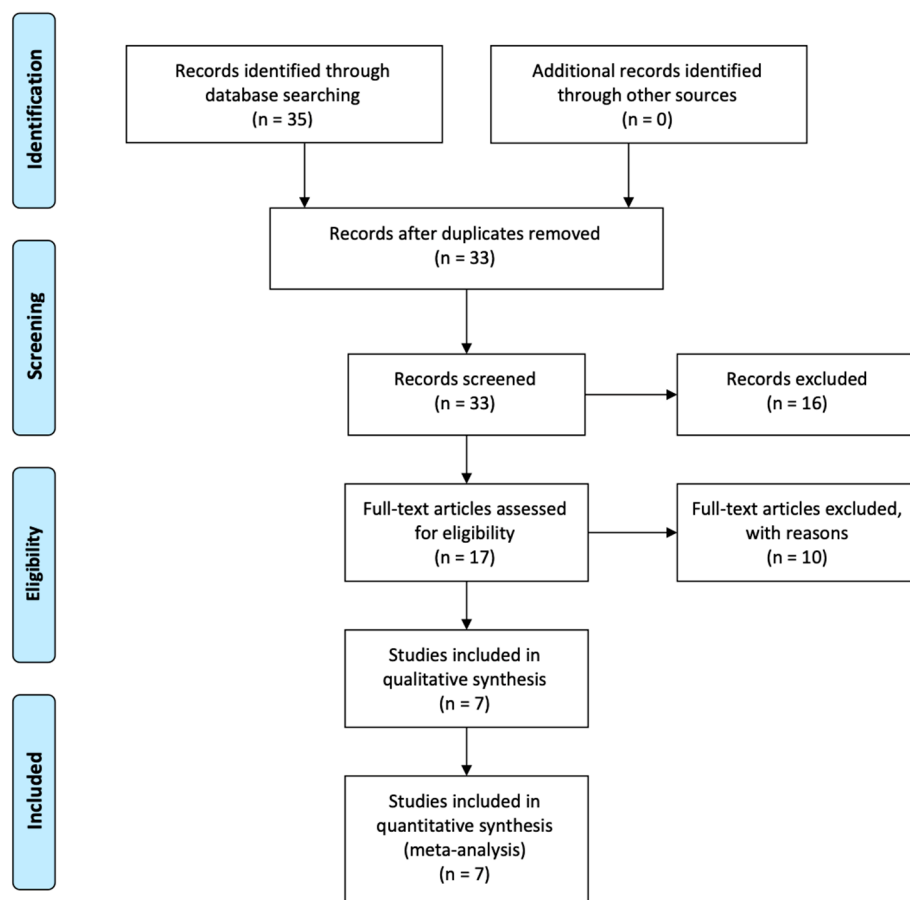 Identification
Records identified through
database searching
(n = 35)
Additional records identified
through other sources
(n = 0)
Records after duplicates removed
(n = 33)
Screening
Records screened
(n = 33)
Records excluded
(n = 16)
Eligibility
Full-text articles assessed
for eligibility
(n = 17)
Full-text articles excluded,
with reasons
(n = 10)
Studies included in
qualitative synthesis
(n = 7)
Included
Studies included in
quantitative synthesis
(meta-analysis)
(n = 7)